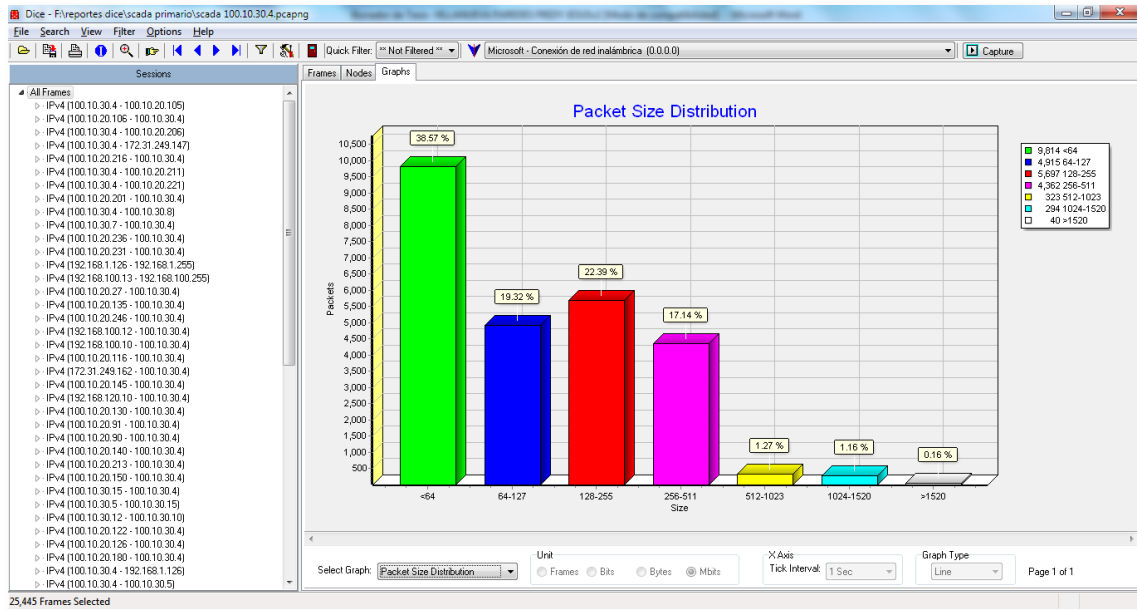 Dice - F:\reportes dice\scada primario\scada 100.10.30.4.pcapng
File Search View Filter Options Help
Quick Filter: ** Not Filtered ** Microsoft - Conexión de red inalámbrica (0.0.0.0) Capture
Sessions
Frames Nodes Graphs
All Frames
IPv4 (100.10.30.4 - 100.10.20.105)
IPv4 (100.10.20.106 - 100.10.30.4)
IPv4 (100.10.30.4 - 100.10.20.206)
IPv4 (100.10.30.4 - 172.31.249.147)
IPv4 (100.10.20.216 - 100.10.30.4)
IPv4 (100.10.30.4 - 100.10.20.211)
IPv4 (100.10.30.4 - 100.10.20.221)
IPv4 (100.10.20.201 - 100.10.30.4)
IPv4 (100.10.30.4 - 100.10.30.8)
IPv4 (100.10.30.7 - 100.10.30.4)
IPv4 (100.10.20.236 - 100.10.30.4)
IPv4 (100.10.20.231 - 100.10.30.4)
IPv4 (192.168.1.126 - 192.168.1.255)
IPv4 (192.168.100.13 - 192.168.100.255)
IPv4 (100.10.20.27 - 100.10.30.4)
IPv4 (100.10.20.135 - 100.10.30.4)
IPv4 (100.10.20.246 - 100.10.30.4)
IPv4 (192.168.100.12 - 100.10.30.4)
IPv4 (192.168.100.10 - 100.10.30.4)
IPv4 (100.10.20.116 - 100.10.30.4)
IPv4 (172.31.249.162 - 100.10.30.4)
IPv4 (100.10.20.145 - 100.10.30.4)
IPv4 (192.168.120.10 - 100.10.30.4)
IPv4 (100.10.20.130 - 100.10.30.4)
IPv4 (100.10.20.91 - 100.10.30.4)
IPv4 (100.10.20.90 - 100.10.30.4)
IPv4 (100.10.20.140 - 100.10.30.4)
IPv4 (100.10.20.213 - 100.10.30.4)
IPv4 (100.10.20.150 - 100.10.30.4)
IPv4 (100.10.30.15 - 100.10.30.4)
IPv4 (100.10.30.5 - 100.10.30.15)
IPv4 (100.10.30.12 - 100.10.30.10)
IPv4 (100.10.20.122 - 100.10.30.4)
IPv4 (100.10.20.126 - 100.10.30.4)
IPv4 (100.10.20.180 - 100.10.30.4)
IPv4 (100.10.30.4 - 192.168.1.126)
IPv4 (100.10.30.4 - 100.10.30.5)
Packet Size Distribution
Packets
10,500
10,000
9,500
9,000
8,500
8,000
7,500
7,000
6,500
6,000
5,500
5,000
4,500
4,000
3,500
3,000
2,500
2,000
1,500
1,000
500
38.57 %
19.32 %
22.39 %
17.14 %
1.27 %
1.16 %
0.16 %
<64 64-127 128-255 256-511 512-1023 1024-1520 >1520
Size
9,814 <64
4,915 64-127
5,697 128-255
4,362 256-511
323 512-1023
294 1024-1520
40 >1520
Select Graph: Packet Size Distribution
Unit
Frames Bits Bytes Mbits
X Axis
Tick Interval: 1 Sec
Graph Type
Line
Page 1 of 1
25,445 Frames Selected